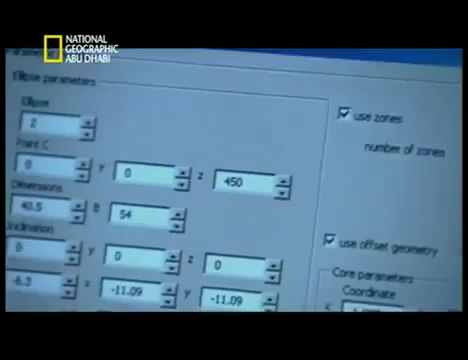 NATIONAL
GEOGRAPHIC
ABU DHABI
Ellipse parameters
Ellipse
2
use zones
Point C
number of zones
0 Y 0 Z 450
Dimensions
40.5 B 54
Inclination
use offset geometry
0 Y 0 Z 0
Core parameters
Coordinate
-6.3 X -11.09 Y -11.09
X